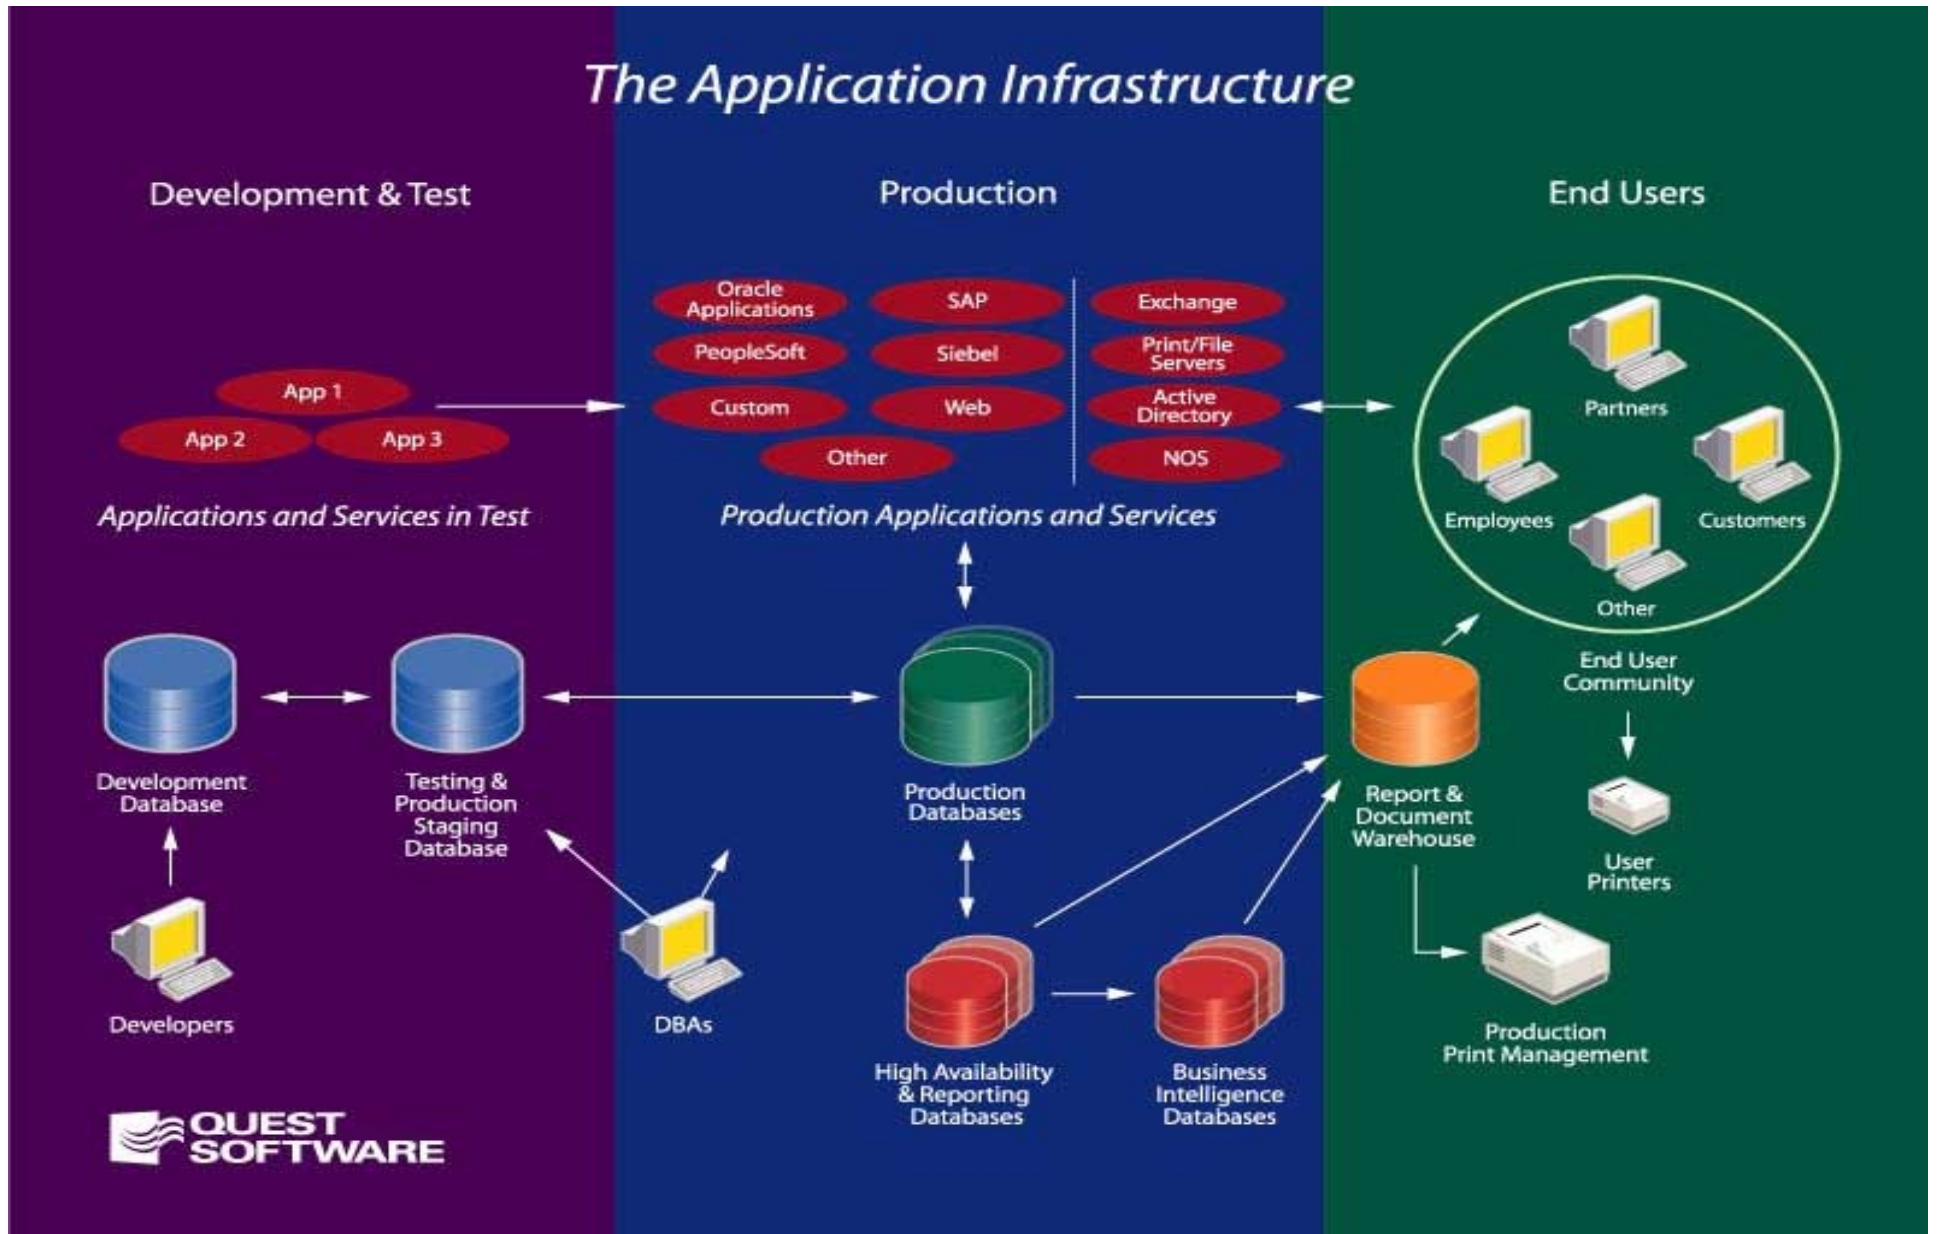 The Application Infrastructure
Development & Test
Production
End Users
App 1
App 2
App 3
Applications and Services in Test
Oracle
Applications
SAP
Exchange
PeopleSoft
Siebel
Print/File
Servers
Custom
Web
Active
Directory
Other
NOS
Production Applications and Services
Partners
Employees
Customers
Other
End User
Community
Development
Database
Testing &
Production
Staging
Database
Production
Databases
Report &
Document
Warehouse
User
Printers
Developers
DBAs
High Availability
& Reporting
Databases
Business
Intelligence
Databases
Production
Print Management
QUEST
SOFTWARE